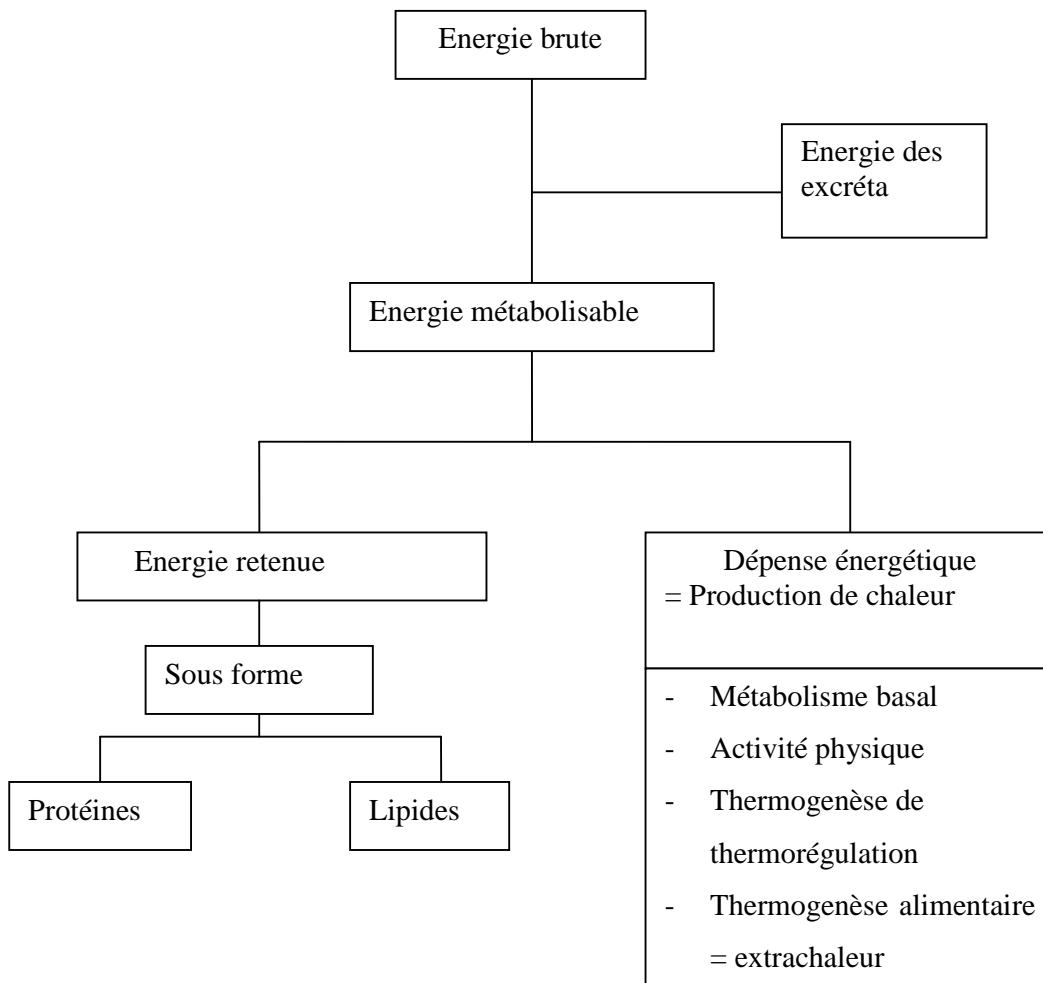 Energie brute
Energie des
excréta
Energie métabolisable
Energie retenue
Sous forme
Protéines
Lipides
Dépense énergétique
= Production de chaleur
- Métabolisme basal
- Activité physique
- Thermogenèse de
thermorégulation
- Thermogenèse alimentaire
= extrachaleur